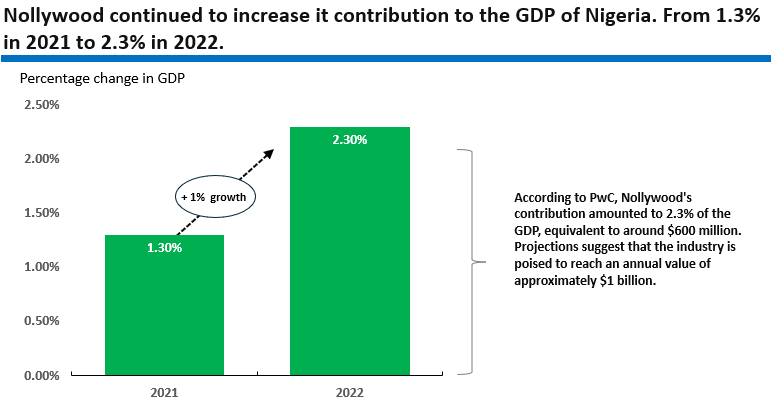 Nollywood continued to increase it contribution to the GDP of Nigeria. From 1.3%
in 2021 to 2.3% in 2022.
Percentage change in GDP
2.50%
2.00%
1.50%
1.00%
0.50%
0.00%
2.30%
+ 1%  growth
1.30%
2021
2022
According to PwC, Nollywood's
contribution amounted to 2.3% of the
GDP, equivalent to around $600 million.
Projections suggest that the industry is
poised to reach an annual value of
approximately $1 billion.